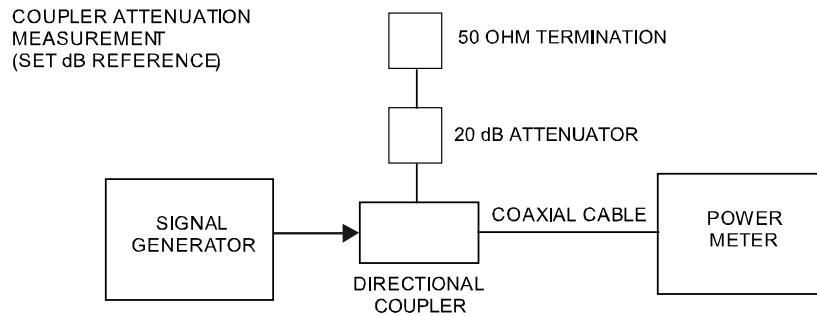 COUPLER ATTENUATION
MEASUREMENT
(SET dB REFERENCE)
50 OHM TERMINATION
20 dB ATTENUATOR
SIGNAL
GENERATOR
COAXIAL CABLE
POWER
METER
DIRECTIONAL
COUPLER